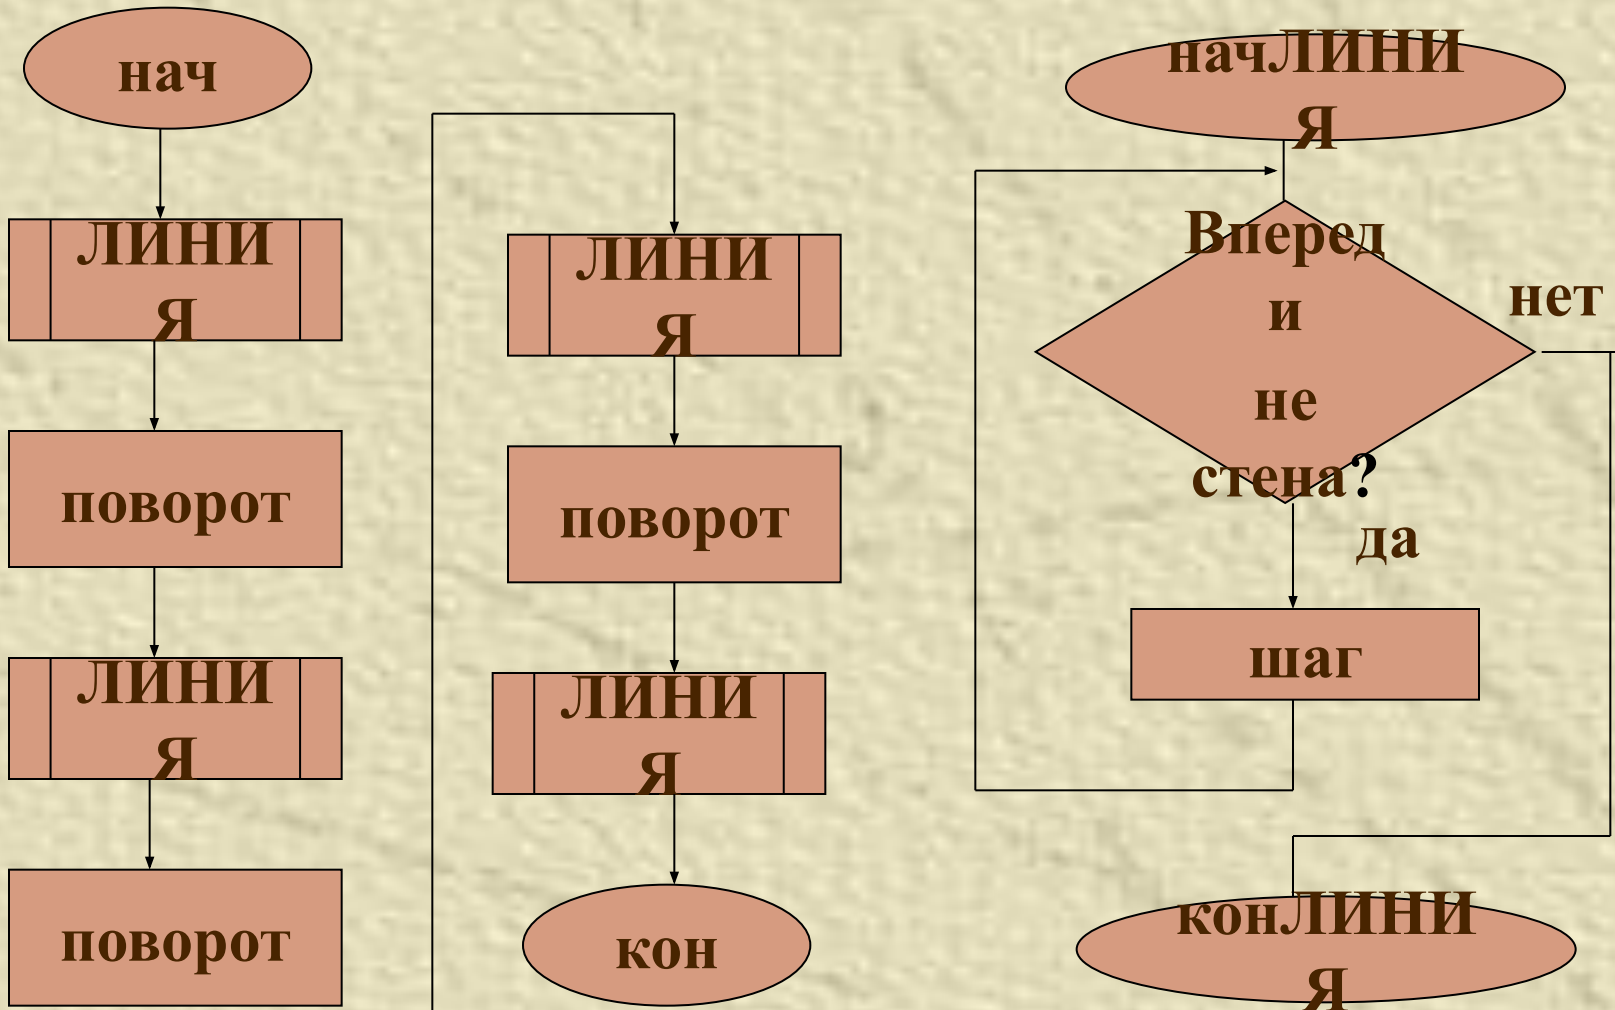 нач
ЛИНИ
Я
поворот
ЛИНИ
Я
поворот
ЛИНИ
Я
поворот
ЛИНИ
Я
кон
начЛИНИ
Я
Вперед
и
не
стена?
нет
да
шаг
конЛИНИ
Я